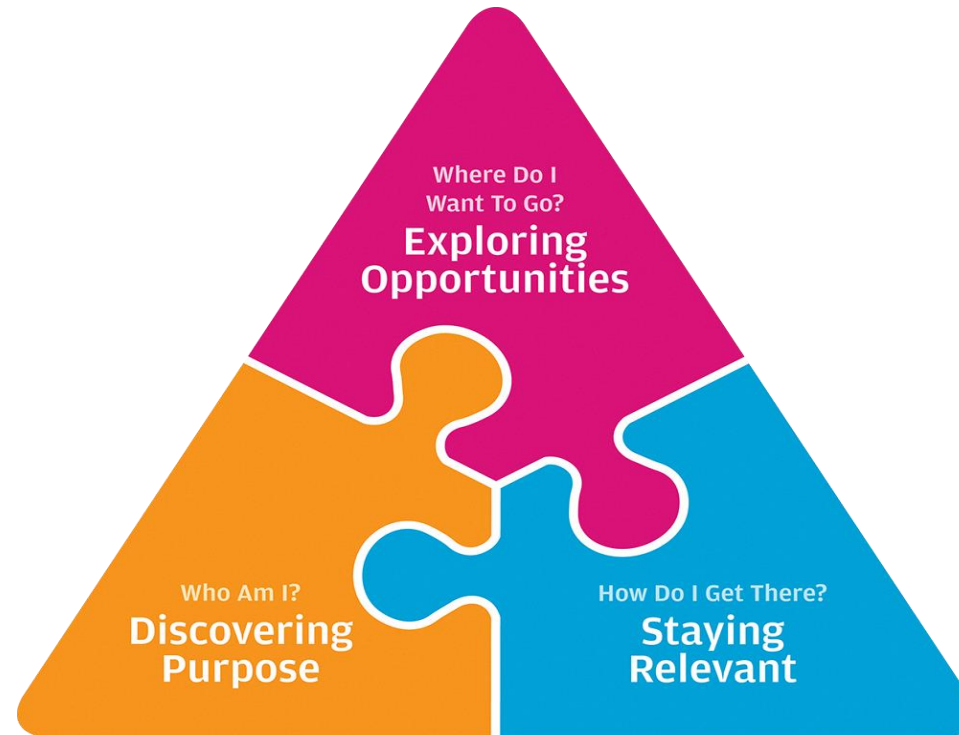 Where Do I
Want To Go?
Exploring
Opportunities
Who Am I?
Discovering
Purpose
How Do I Get There?
Staying
Relevant